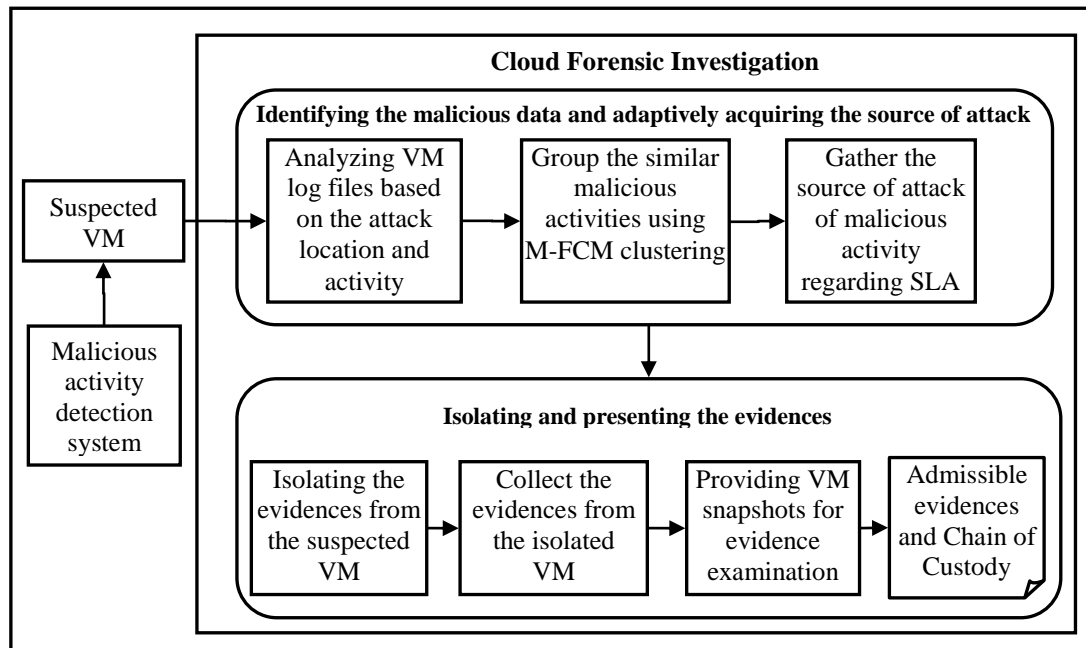 Cloud Forensic Investigation
Identifying the malicious data and adaptively acquiring the source of attack
Analyzing VM
log files based
on the attack
location and
activity
Group the similar
malicious
activities using
M-FCM clustering
Gather the
source of attack
of malicious
activity
regarding SLA
Suspected
VM
Malicious
activity
detection
system
Isolating and presenting the evidences
Isolating the
evidences from
the suspected
VM
Collect the
evidences from
the isolated
VM
Providing VM
snapshots for
evidence
examination
Admissible
evidences
and Chain of
Custody